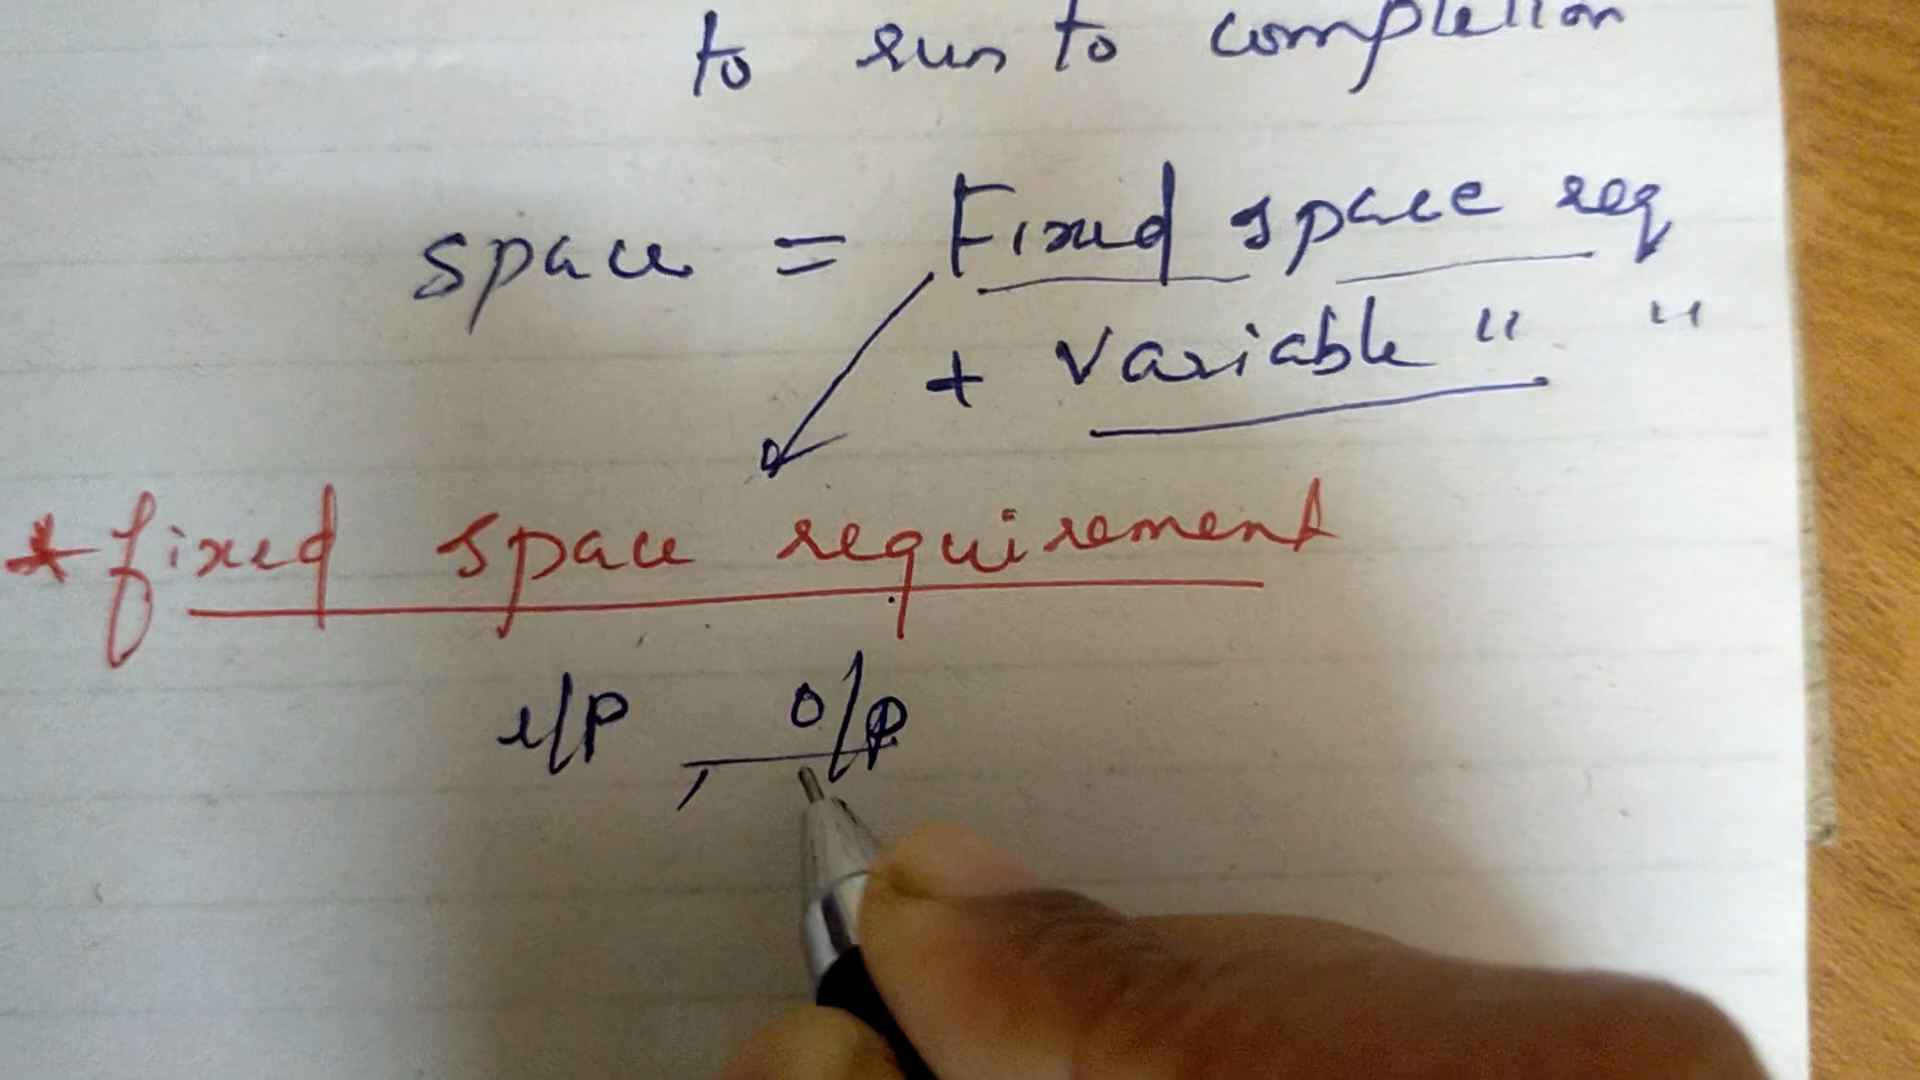 to run to completion
space = Fixed space req
+ Variable " "
* fixed space requirement
i/p , o/p